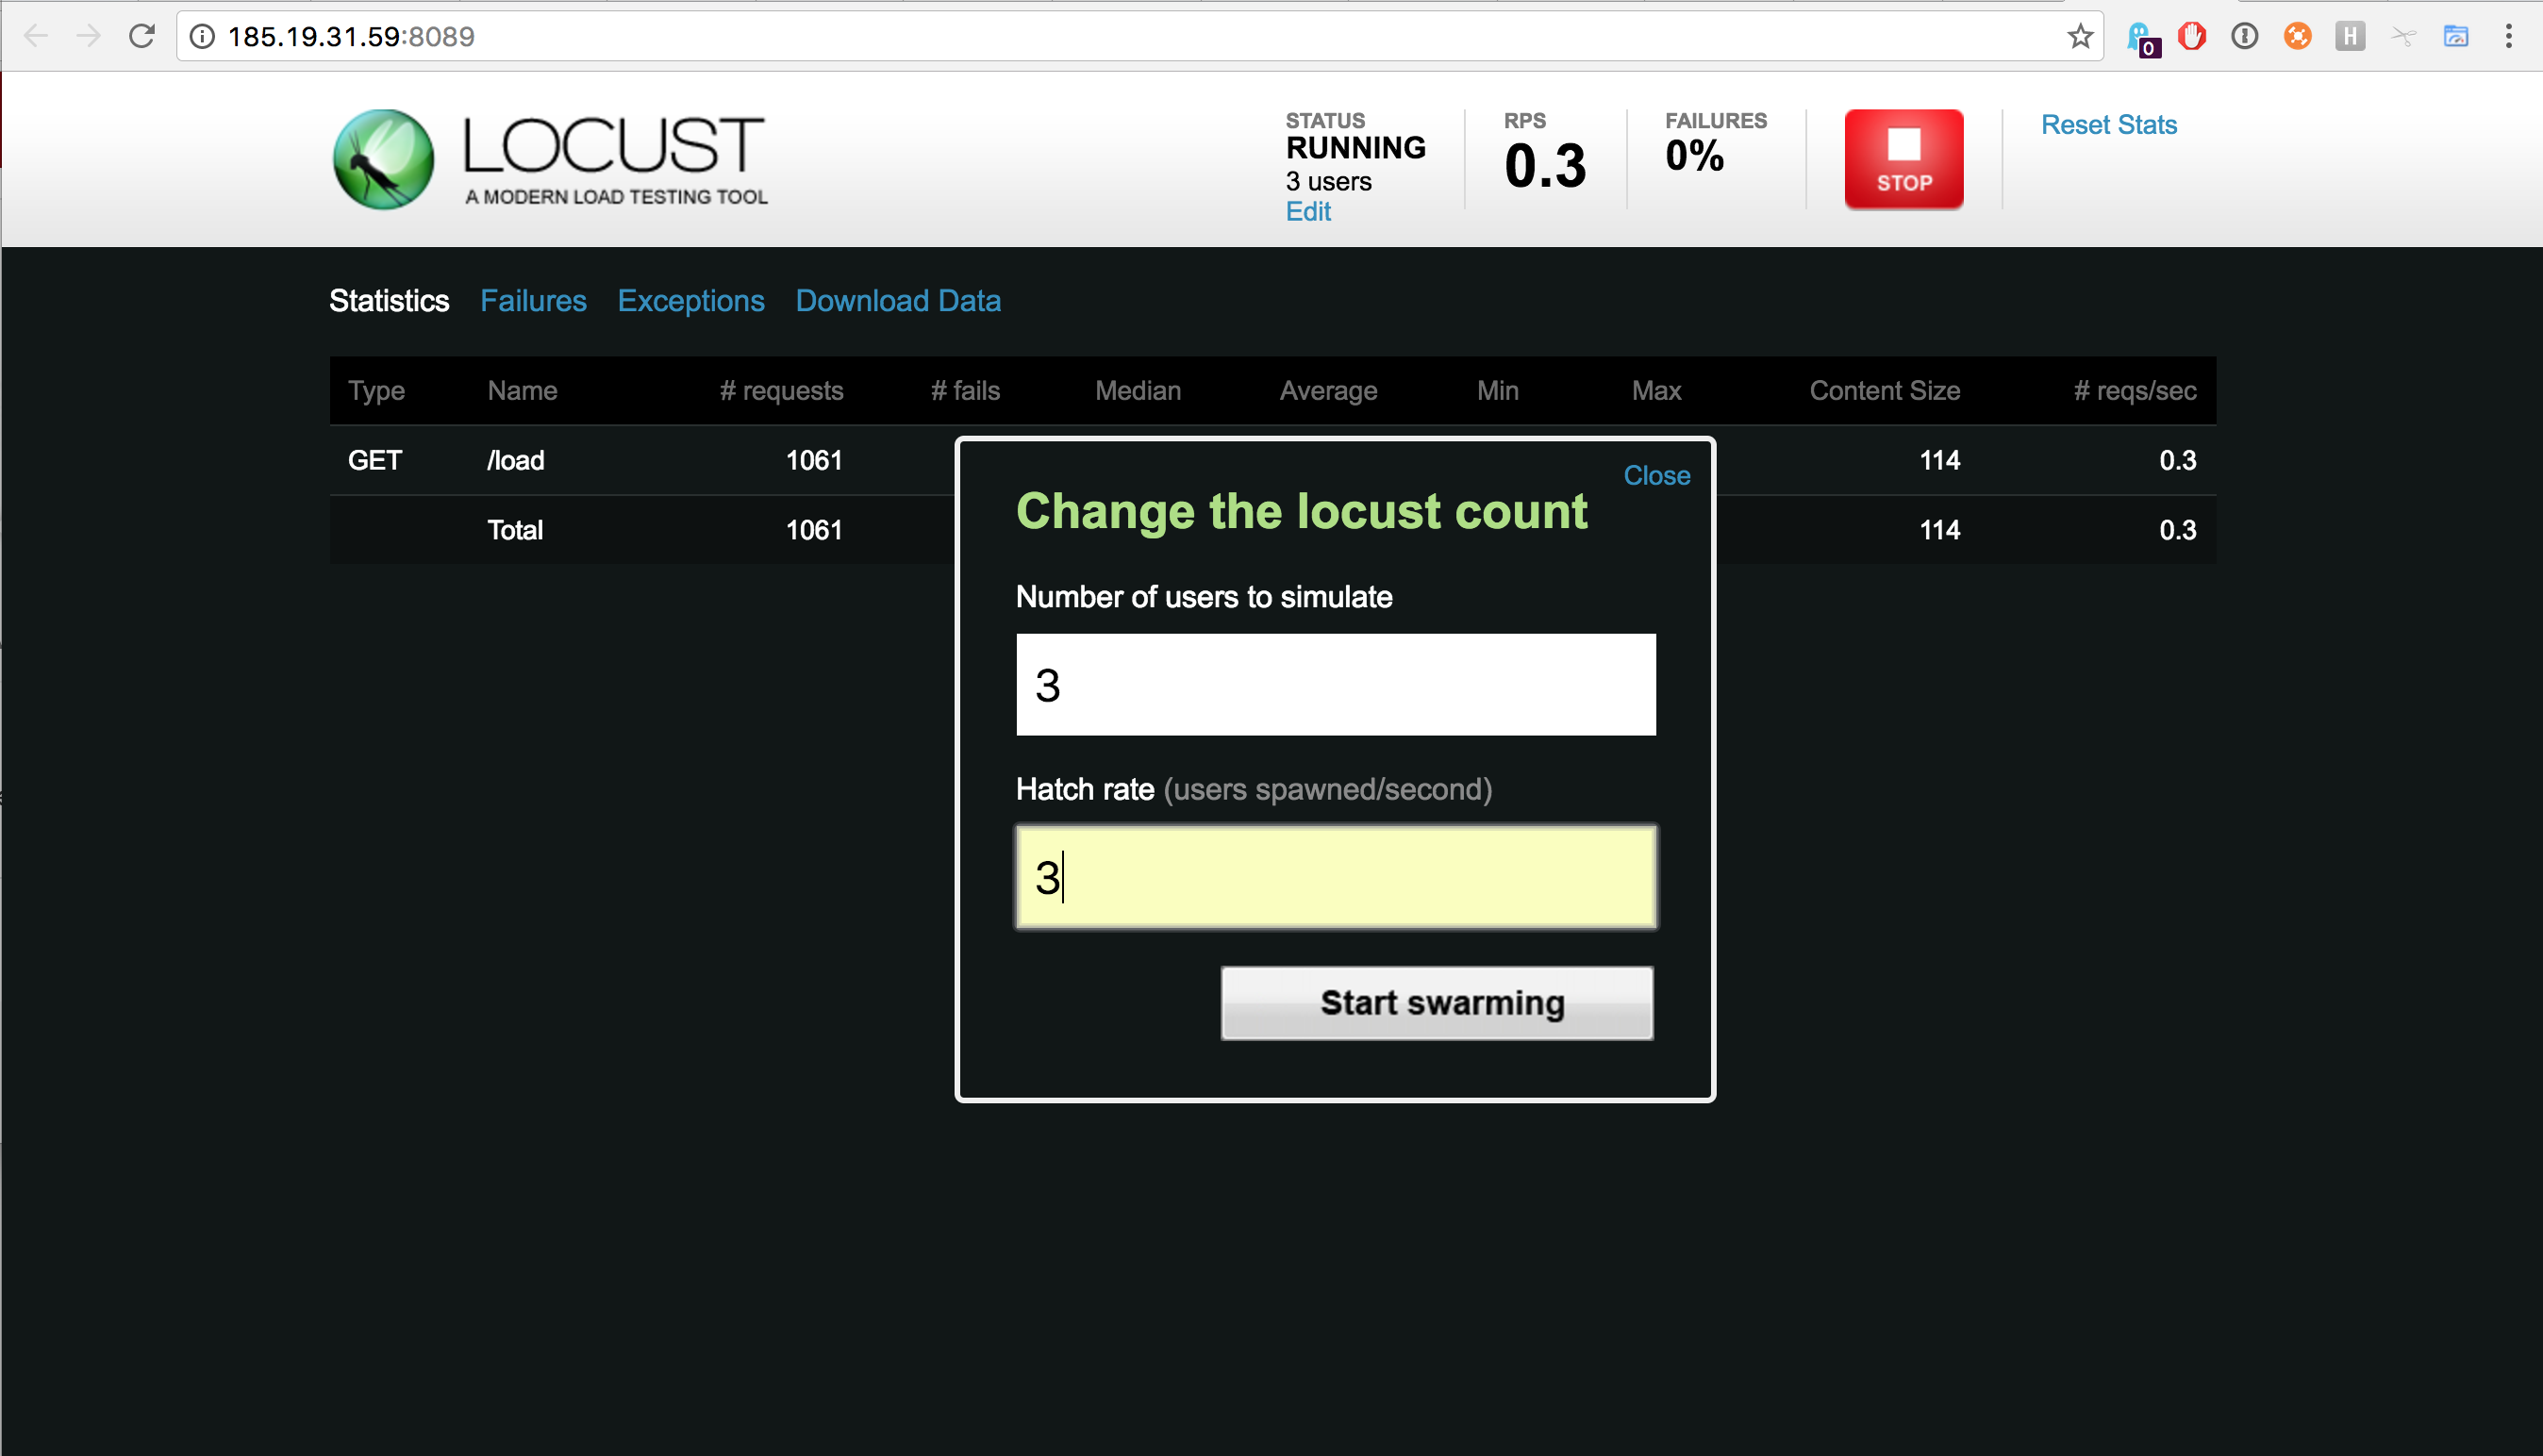 185.19.31.59:8089
0
H
LOCUST
A MODERN LOAD TESTING TOOL
STATUS
RUNNING
3 users
Edit
RPS
0.3
FAILURES
0%
STOP
Reset Stats
Statistics Failures Exceptions Download Data
Type Name # requests # fails Median Average Min Max Content Size # reqs/sec
GET /load 1061 114 0.3
Total 1061 114 0.3
Close
Change the locust count
Number of users to simulate
3
Hatch rate (users spawned/second)
3
Start swarming